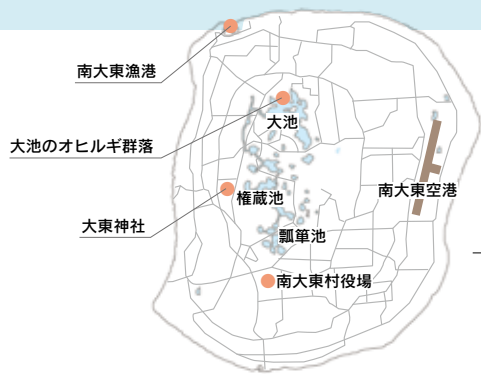 南大東漁港
大池
大池のオヒルギ群落
南大東空港
権蔵池
大東神社
瓢箪池
南大東村役場